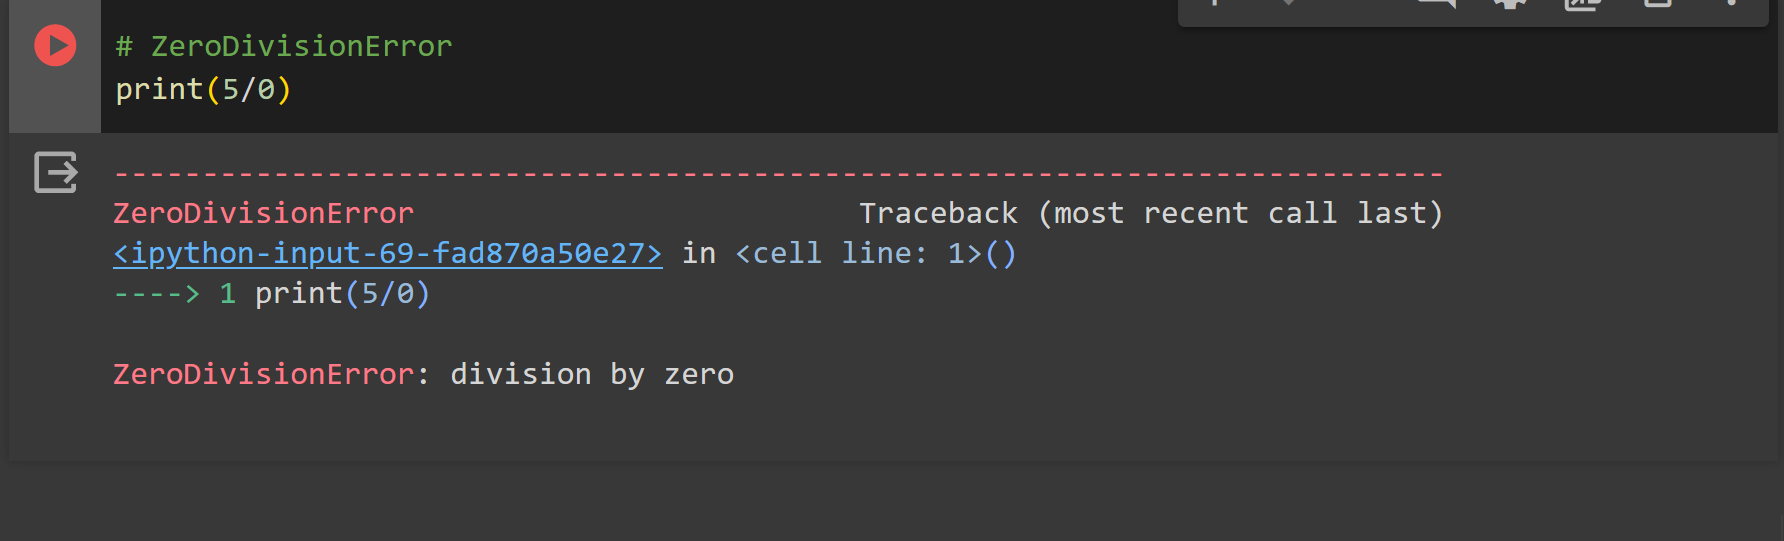 # ZeroDivisionError
print(5/0)
---------------------------------------------------------------------------
ZeroDivisionError                         Traceback (most recent call last)
<ipython-input-69-fad870a50e27> in <cell line: 1>()
----> 1 print(5/0)
ZeroDivisionError: division by zero